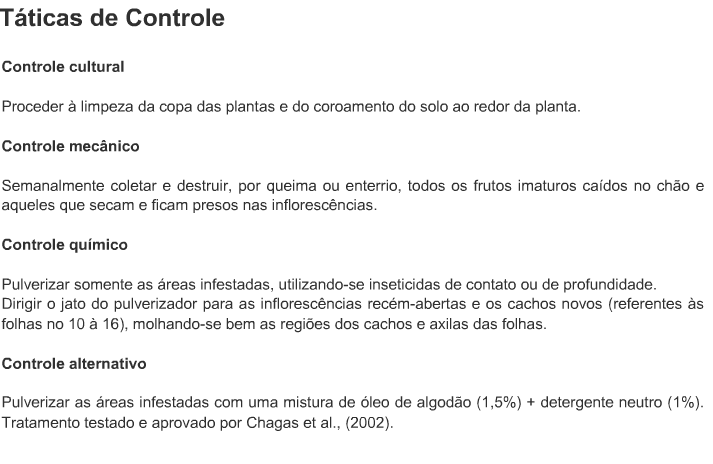 Táticas de Controle
Controle cultural
Proceder à limpeza da copa das plantas e do coroamento do solo ao redor da planta.
Controle mecânico
Semanalmente coletar e destruir, por queima ou enterrio, todos os frutos imaturos caídos no chão e
aqueles que secam e ficam presos nas inflorescências.
Controle químico
Pulverizar somente as áreas infestadas, utilizando-se inseticidas de contato ou de profundidade.
Dirigir o jato do pulverizador para as inflorescências recém-abertas e os cachos novos (referentes às
folhas no 10 à 16), molhando-se bem as regiões dos cachos e axilas das folhas.
Controle alternativo
Pulverizar as áreas infestadas com uma mistura de óleo de algodão (1,5%) + detergente neutro (1%).
Tratamento testado e aprovado por Chagas et al., (2002).